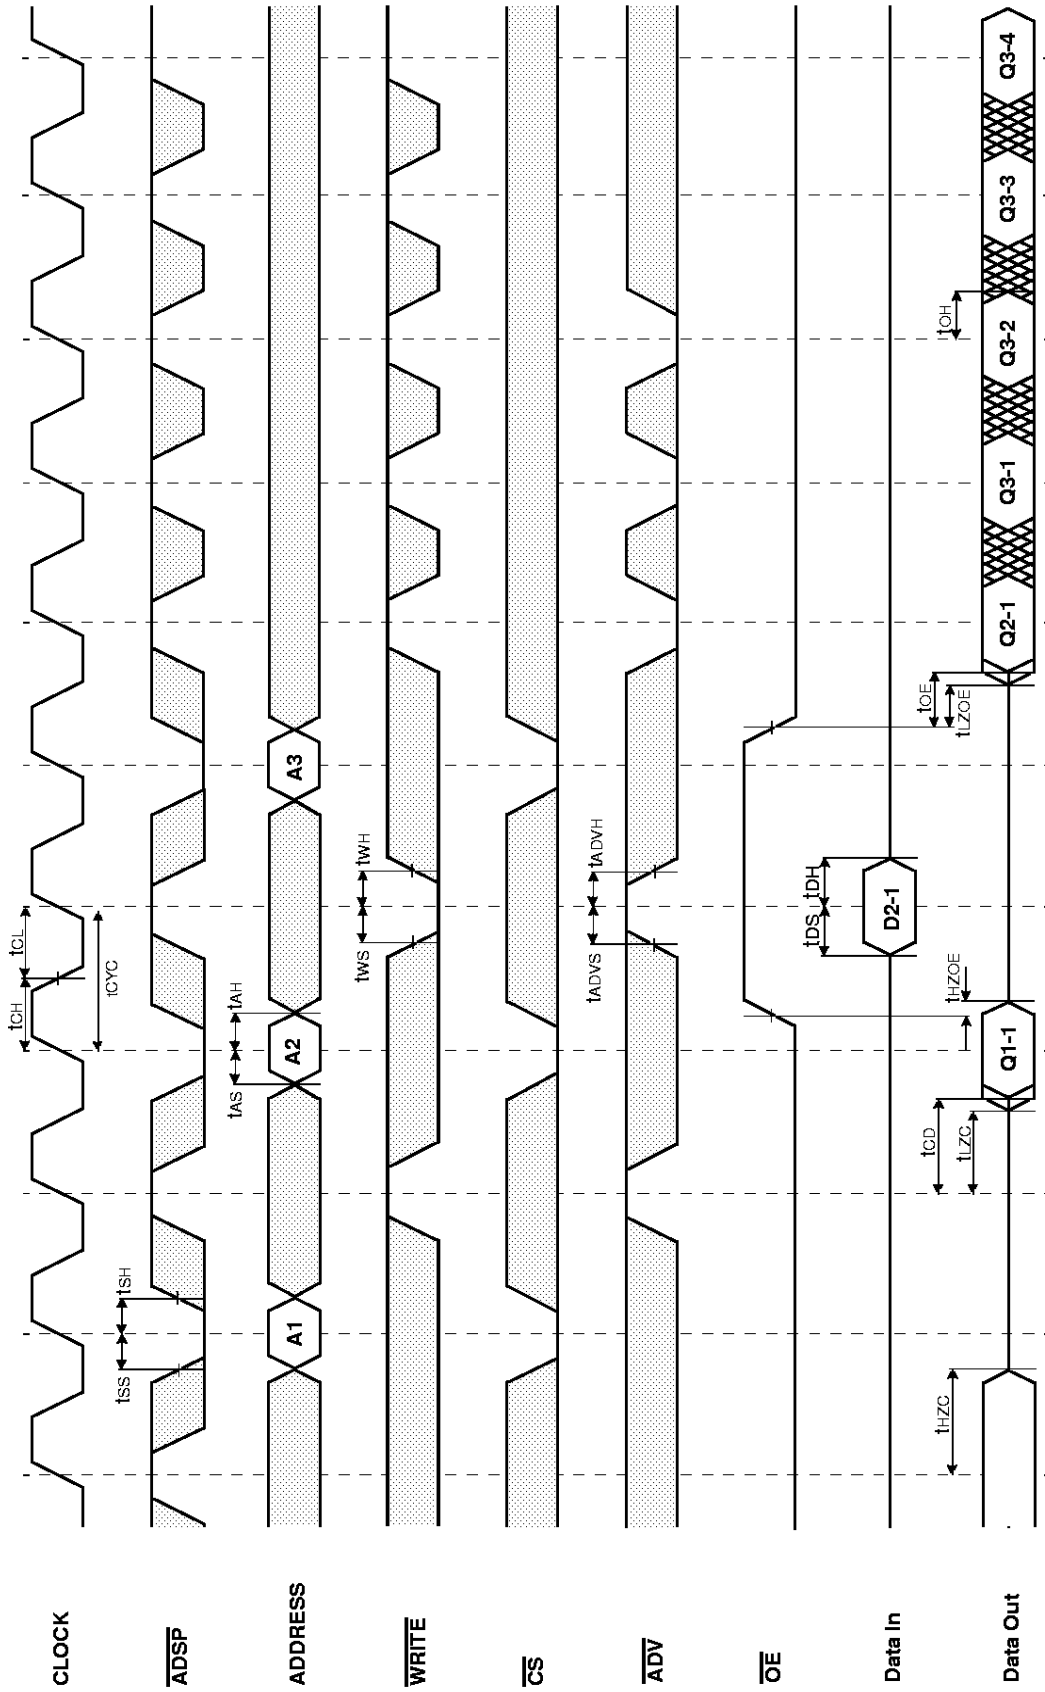 CLOCK
tCH
tCL
tCYC
ADSP
tSS
tSH
ADDRESS
A1
tAS
tAH
A2
A3
WRITE
tWS
tWH
CS
ADV
tADVS
tADVH
OE
Data In
tDS
tDH
D2-1
Data Out
tHZC
tCD
tLZC
Q1-1
tHZOE
tOE
tLZOE
Q2-1
Q3-1
Q3-2
tOH
Q3-3
Q3-4